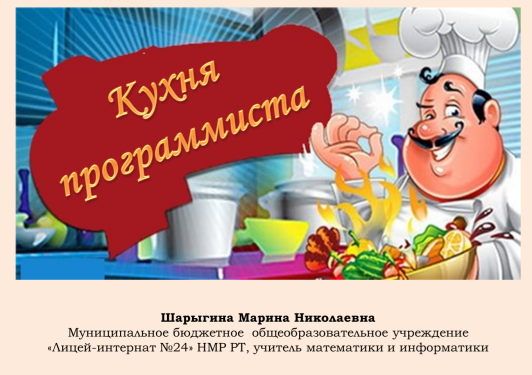 Кухня
программиста
Шарыгина Марина Николаевна
Муниципальное бюджетное общеобразовательное учреждение
«Лицей-интернат №24» НМР РТ, учитель математики и информатики